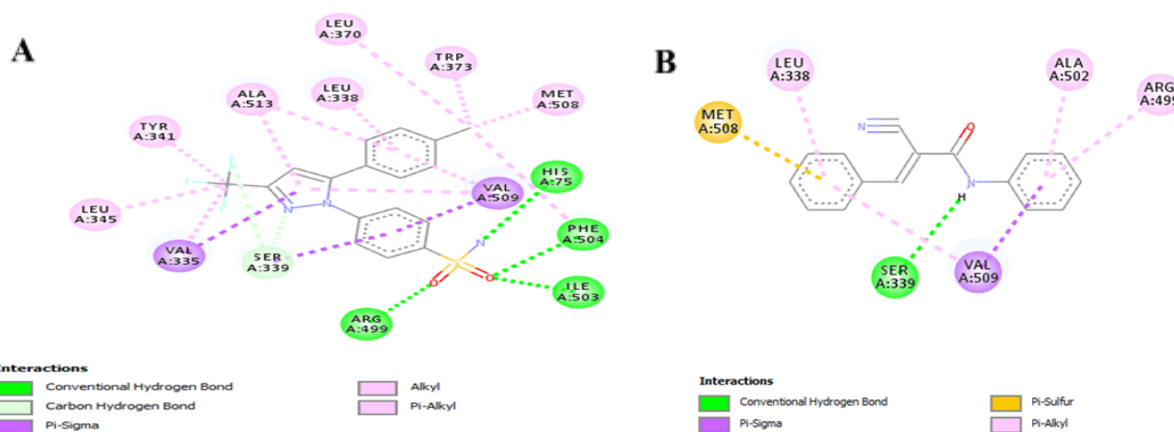 A
LEU
A:370
TRP
A:373
ALA
A:513
LEU
A:338
MET
A:508
TYR
A:341
HIS
A:75
VAL
A:509
LEU
A:345
PHE
A:504
VAL
A:335
SER
A:339
N
N
N
F
F
S
O
O
ILE
A:503
ARG
A:499
Interactions
Conventional Hydrogen Bond
Carbon Hydrogen Bond
Pi-Sigma
Alkyl
Pi-Alkyl
B
LEU
A:338
ALA
A:502
ARG
A:499
MET
A:508
N
O
N
H
SER
A:339
VAL
A:509
Interactions
Conventional Hydrogen Bond
Pi-Sigma
Pi-Sulfur
Pi-Alkyl